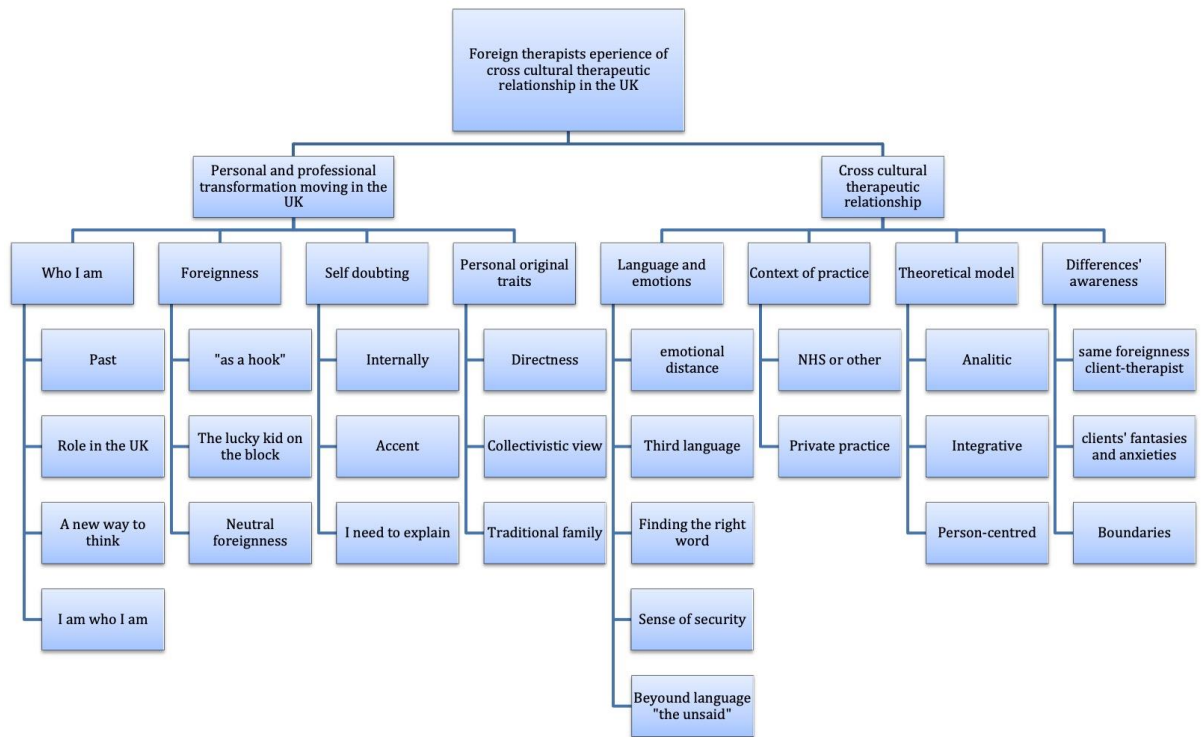 Foreign therapists eperience of
cross cultural therapeutic
relationship in the UK
Personal and professional
transformation moving in the
UK
Cross cultural
therapeutic
relationship
Who I am
Foreignness
Self doubting
Personal original
traits
Language and
emotions
Context of practice
Theoretical model
Differences'
awareness
Past
Role in the UK
A new way to
think
I am who I am
"as a hook"
The lucky kid on
the block
Neutral
foreignness
Internally
Accent
I need to explain
Directness
Collectivistic view
Traditional family
emotional
distance
Third language
Finding the right
word
Sense of security
Beyound language
"the unsaid"
NHS or other
Private practice
Analitic
Integrative
Person-centred
same foreignness
client-therapist
clients' fantasies
and anxieties
Boundaries